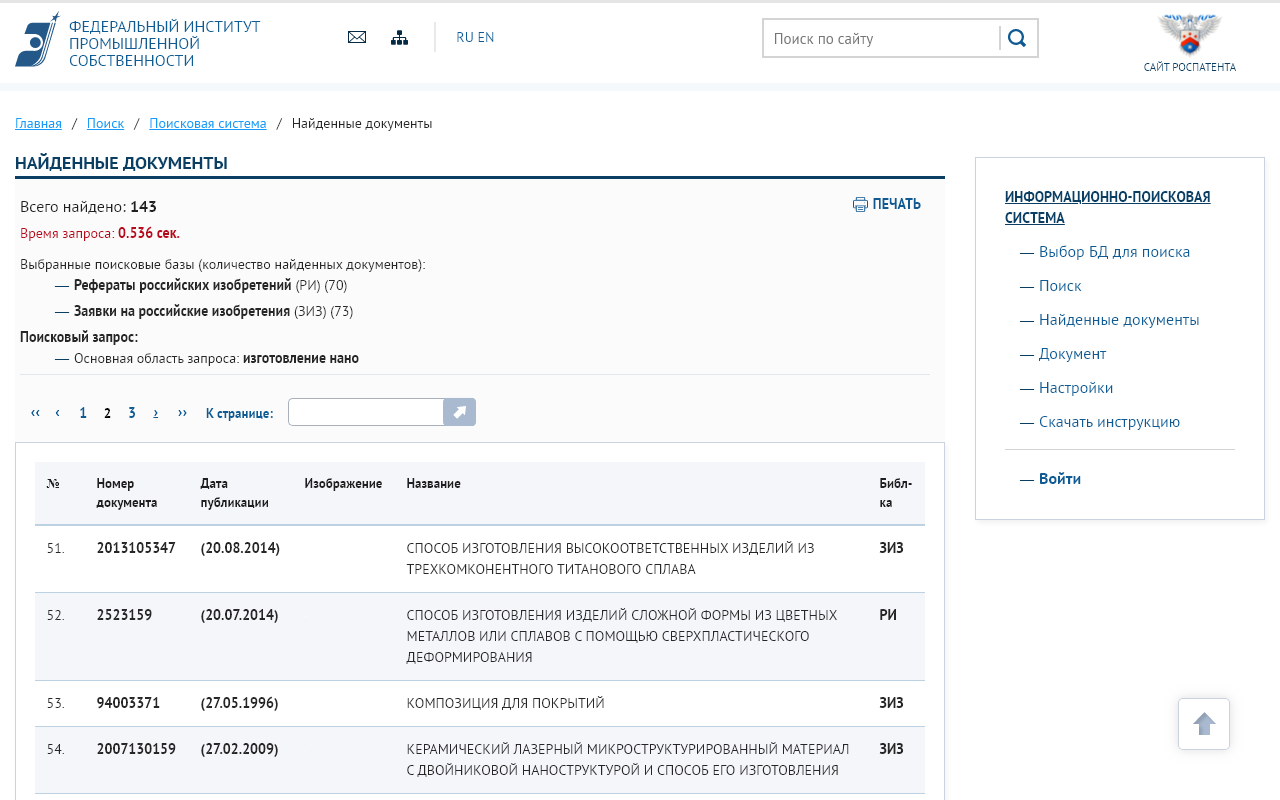 ФЕДЕРАЛЬНЫЙ ИНСТИТУТ
ПРОМЫШЛЕННОЙ
СОБСТВЕННОСТИ
RU EN
Поиск по сайту
САЙТ РОСПАТЕНТА
Главная / Поиск / Поисковая система / Найденные документы
НАЙДЕННЫЕ ДОКУМЕНТЫ
Всего найдено: 143
ПЕЧАТЬ
Время запроса: 0.536 сек.
Выбранные поисковые базы (количество найденных документов):
— Рефераты российских изобретений (РИ) (70)
— Заявки на российские изобретения (ЗИЗ) (73)
Поисковый запрос:
— Основная область запроса: изготовление нано
‹‹ ‹ 1 2 3 › ›› К странице:
№ Номер документа Дата публикации Изображение Название Библ-ка
51. 2013105347 (20.08.2014) СПОСОБ ИЗГОТОВЛЕНИЯ ВЫСОКООТВЕТСТВЕННЫХ ИЗДЕЛИЙ ИЗ ЗИЗ
ТРЕХКОМКОНЕНТНОГО ТИТАНОВОГО СПЛАВА
52. 2523159 (20.07.2014) СПОСОБ ИЗГОТОВЛЕНИЯ ИЗДЕЛИЙ СЛОЖНОЙ ФОРМЫ ИЗ ЦВЕТНЫХ РИ
МЕТАЛЛОВ ИЛИ СПЛАВОВ С ПОМОЩЬЮ СВЕРХПЛАСТИЧЕСКОГО
ДЕФОРМИРОВАНИЯ
53. 94003371 (27.05.1996) КОМПОЗИЦИЯ ДЛЯ ПОКРЫТИЙ ЗИЗ
54. 2007130159 (27.02.2009) КЕРАМИЧЕСКИЙ ЛАЗЕРНЫЙ МИКРОСТРУКТУРИРОВАННЫЙ МАТЕРИАЛ ЗИЗ
С ДВОЙНИКОВОЙ НАНОСТРУКТУРОЙ И СПОСОБ ЕГО ИЗГОТОВЛЕНИЯ
ИНФОРМАЦИОННО-ПОИСКОВАЯ
СИСТЕМА
— Выбор БД для поиска
— Поиск
— Найденные документы
— Документ
— Настройки
— Скачать инструкцию
— Войти